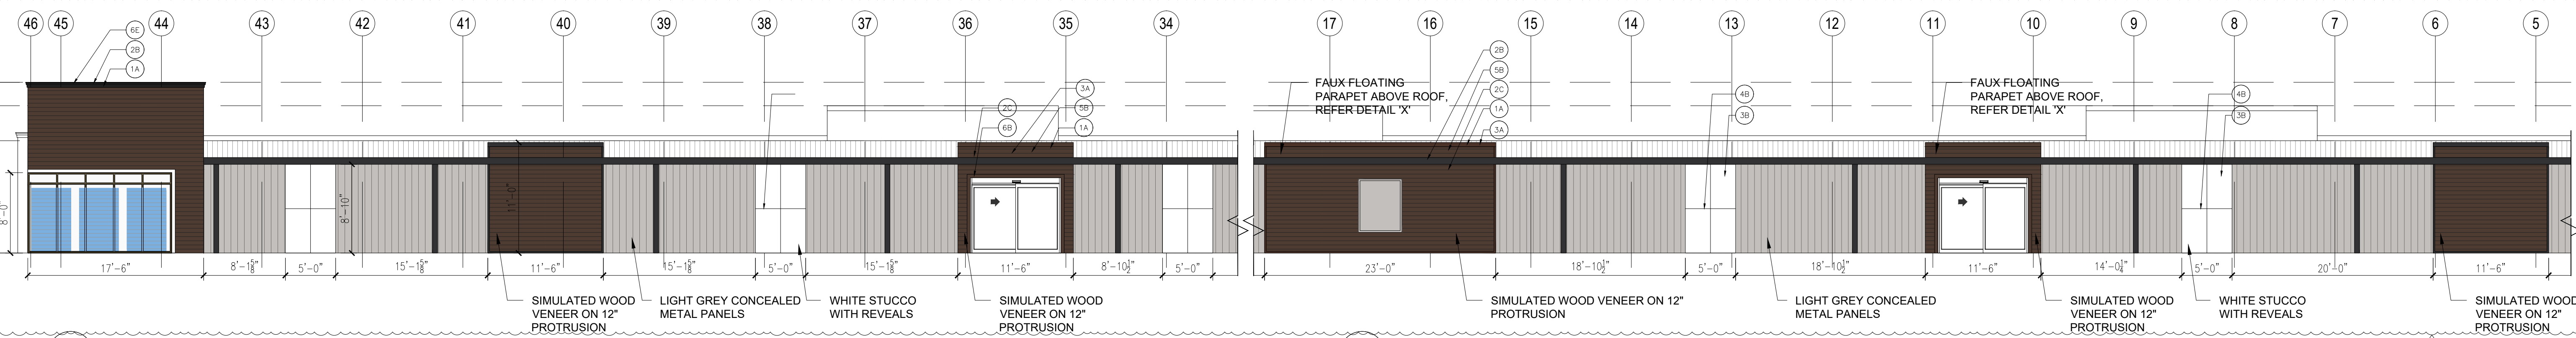 46 45 44 43 42 41 40 39 38 37 36 35 34 17 16 15 14 13 12 11 10 9 8 7 6 5
6E
2B
1A
2C
6B
3A
5B
1A
FAUX FLOATING
PARAPET ABOVE ROOF,
REFER DETAIL 'X'
2B
5B
2C
1A
3A
4B
3B
FAUX FLOATING
PARAPET ABOVE ROOF,
REFER DETAIL 'X'
4B
3B
8'-0"
8'-10"
11'-0"
17'-6" 8'-1⅝" 5'-0" 15'-1⅝" 11'-6" 15'-1⅝" 5'-0" 15'-1⅝" 11'-6" 8'-10½" 5'-0" 23'-0" 18'-10½" 5'-0" 18'-10½" 11'-6" 14'-0¼" 5'-0" 20'-0" 11'-6"
SIMULATED WOOD
VENEER ON 12"
PROTRUSION
LIGHT GREY CONCEALED
METAL PANELS
WHITE STUCCO
WITH REVEALS
SIMULATED WOOD
VENEER ON 12"
PROTRUSION
SIMULATED WOOD VENEER ON 12"
PROTRUSION
LIGHT GREY CONCEALED
METAL PANELS
SIMULATED WOOD
VENEER ON 12"
PROTRUSION
WHITE STUCCO
WITH REVEALS
SIMULATED WOOD
VENEER ON 12"
PROTRUSION